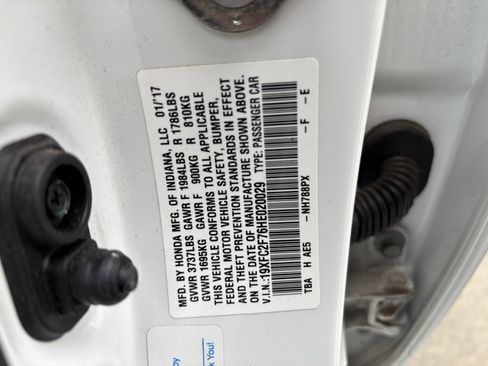 MFD. BY HONDA MFG. OF INDIANA, LLC 01/'17
GVWR 3737LBS GAWR F 1984LBS R 1786LBS
GVWR 1695KG GAWR F 900KG R 810KG
THIS VEHICLE CONFORMS TO ALL APPLICABLE
FEDERAL MOTOR VEHICLE SAFETY, BUMPER,
AND THEFT PREVENTION STANDARDS IN EFFECT
ON THE DATE OF MANUFACTURE SHOWN ABOVE.
V.I.N.:19XFC2F76HE020029 TYPE: PASSENGER CAR
-NH788PX -F -E
TBA H AE5
by
k You!